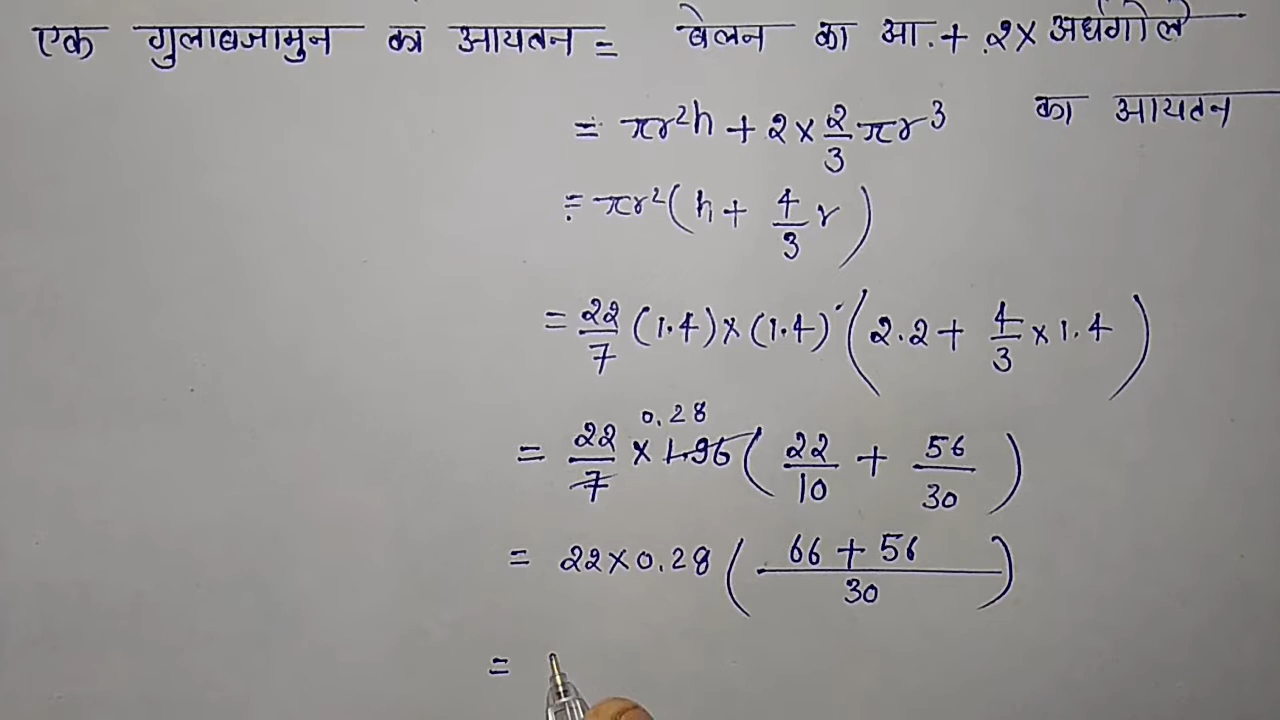 एक गुलाबजामुन का आयतन = बेलन का आ. + 2 × अर्धगोले
का आयतन
= πr²h + 2 × 2/3 πr³
= πr² (h + 4/3 r)
= 22/7 (1.4) × (1.4) (2.2 + 4/3 × 1.4)
0.28
= 22/7 × 1.96 (22/10 + 56/30)
= 22 × 0.28 (66 + 56 / 30)
=